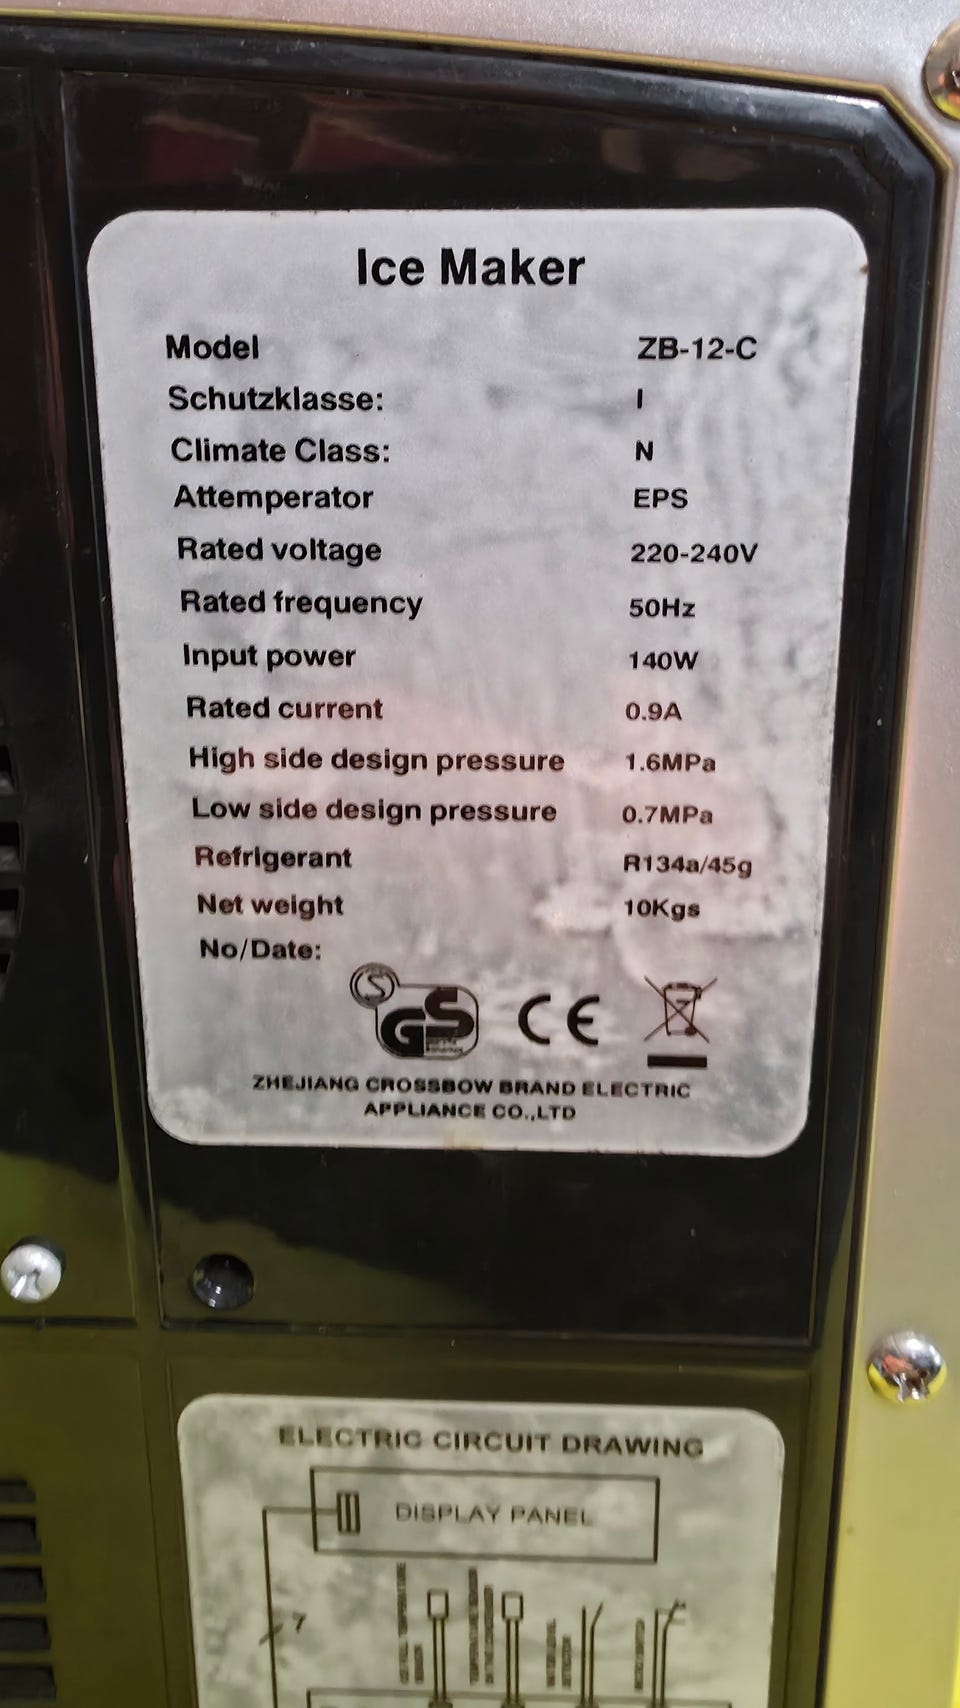 Ice Maker
Model ZB-12-C
Schutzklasse: I
Climate Class: N
Attemperator EPS
Rated voltage 220-240V
Rated frequency 50Hz
Input power 140W
Rated current 0.9A
High side design pressure 1.6MPa
Low side design pressure 0.7MPa
Refrigerant R134a/45g
Net weight 10Kgs
No/Date:
S
GS CE
ZHEJIANG CROSSBOW BRAND ELECTRIC
APPLIANCE CO.,LTD
ELECTRIC CIRCUIT DRAWING
DISPLAY PANEL
7